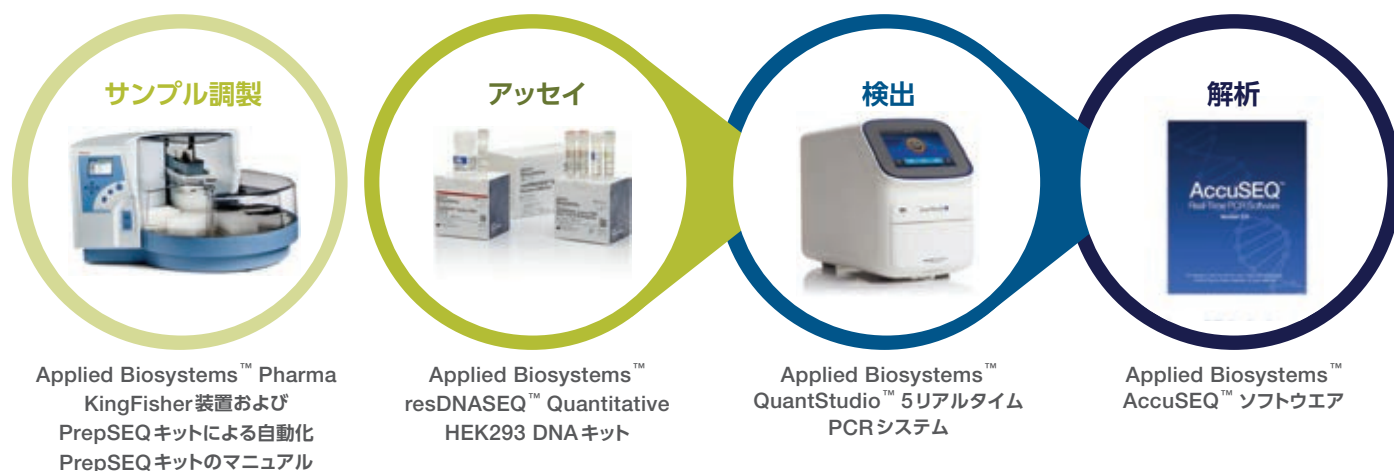 サンプル調製
アッセイ
検出
解析
AccuSEQ™
Real-Time PCR Software
Applied Biosystems™ Pharma
KingFisher装置および
PrepSEQキットによる自動化
PrepSEQキットのマニュアル
Applied Biosystems™
resDNASEQ™ Quantitative
HEK293 DNAキット
Applied Biosystems™
QuantStudio™ 5リアルタイム
PCRシステム
Applied Biosystems™
AccuSEQ™ ソフトウエア